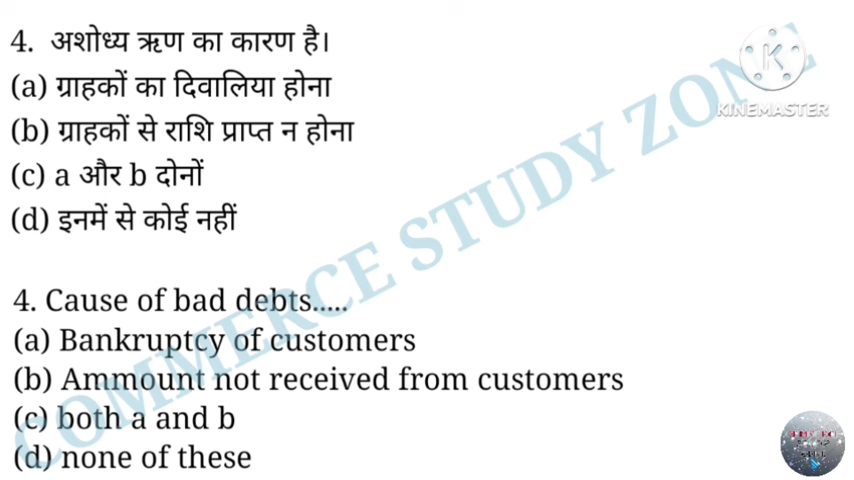 4. अशोध्य ऋण का कारण है।
(a) ग्राहकों का दिवालिया होना
(b) ग्राहकों से राशि प्राप्त न होना
(c) a और b दोनों
(d) इनमें से कोई नहीं
4. Cause of bad debts.....
(a) Bankruptcy of customers
(b) Ammount not received from customers
(c) both a and b
(d) none of these
COMMERCE STUDY ZONE
K
KINEMASTER